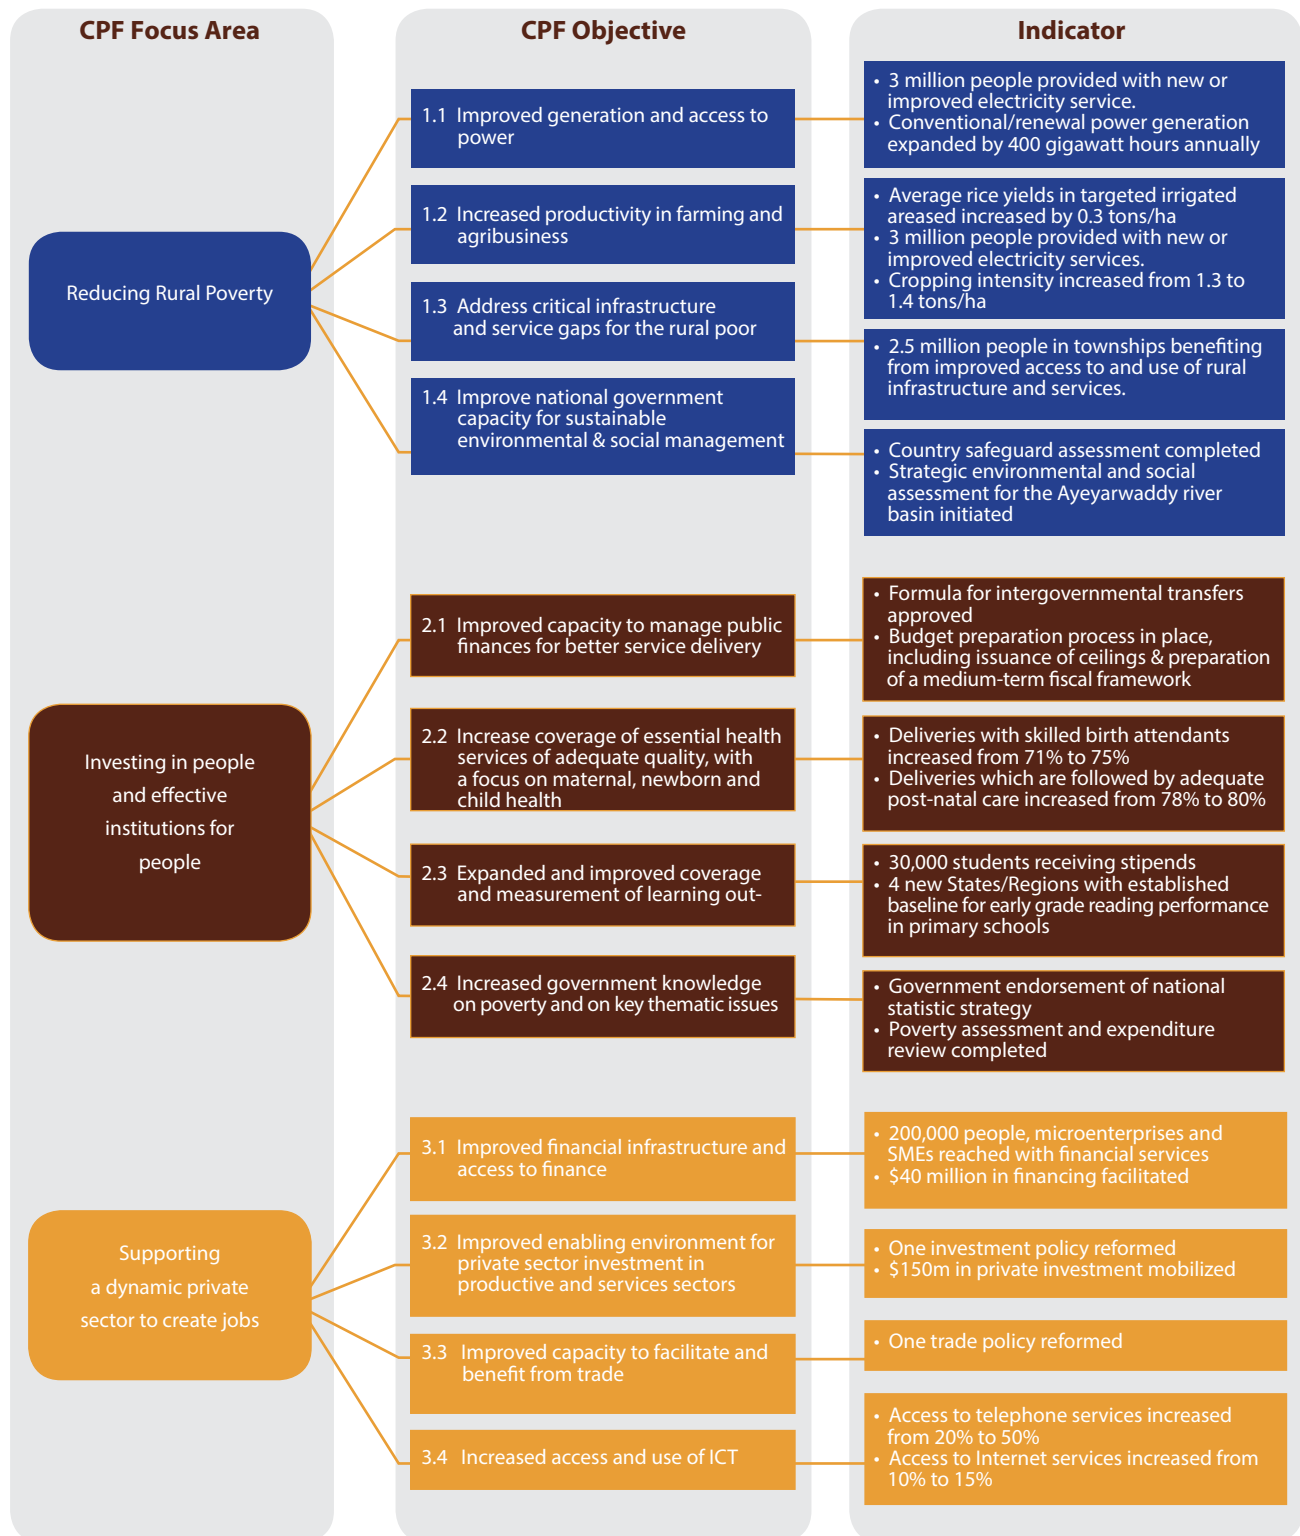 CPF Focus Area
CPF Objective
Indicator
Reducing Rural Poverty
1.1 Improved generation and access to
power
• 3 million people provided with new or
improved electricity service.
• Conventional/renewal power generation
expanded by 400 gigawatt hours annually
1.2 Increased productivity in farming and
agribusiness
• Average rice yields in targeted irrigated
areased increased by 0.3 tons/ha
• 3 million people provided with new or
improved electricity services.
• Cropping intensity increased from 1.3 to
1.4 tons/ha
1.3 Address critical infrastructure
and service gaps for the rural poor
• 2.5 million people in townships benefiting
from improved access to and use of rural
infrastructure and services.
1.4 Improve national government
capacity for sustainable
environmental & social management
• Country safeguard assessment completed
• Strategic environmental and social
assessment for the Ayeyarwaddy river
basin initiated
Investing in people
and effective
institutions for
people
2.1 Improved capacity to manage public
finances for better service delivery
• Formula for intergovernmental transfers
approved
• Budget preparation process in place,
including issuance of ceilings & preparation
of a medium-term fiscal framework
2.2 Increase coverage of essential health
services of adequate quality, with
a focus on maternal, newborn and
child health
• Deliveries with skilled birth attendants
increased from 71% to 75%
• Deliveries which are followed by adequate
post-natal care increased from 78% to 80%
2.3 Expanded and improved coverage
and measurement of learning out-
• 30,000 students receiving stipends
• 4 new States/Regions with established
baseline for early grade reading performance
in primary schools
2.4 Increased government knowledge
on poverty and on key thematic issues
• Government endorsement of national
statistic strategy
• Poverty assessment and expenditure
review completed
Supporting
a dynamic private
sector to create jobs
3.1 Improved financial infrastructure and
access to finance
• 200,000 people, microenterprises and
SMEs reached with financial services
• $40 million in financing facilitated
3.2 Improved enabling environment for
private sector investment in
productive and services sectors
• One investment policy reformed
• $150m in private investment mobilized
3.3 Improved capacity to facilitate and
benefit from trade
• One trade policy reformed
3.4 Increased access and use of ICT
• Access to telephone services increased
from 20% to 50%
• Access to Internet services increased from
10% to 15%